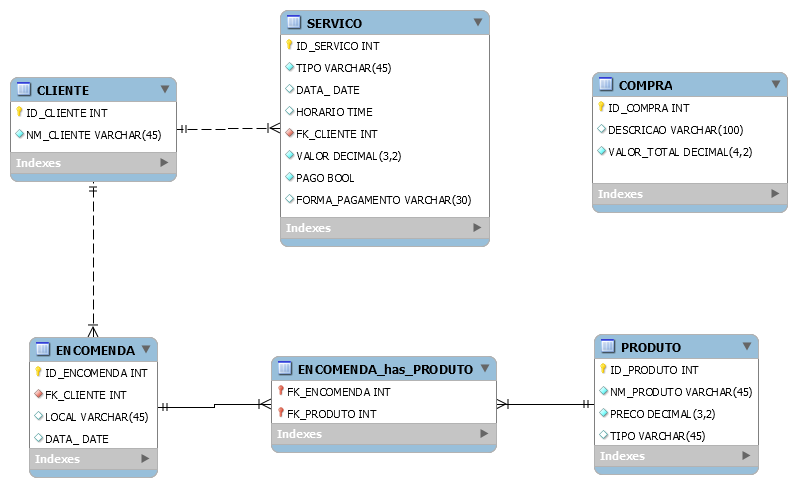 CLIENTE
ID_CLIENTE INT
NM_CLIENTE VARCHAR(45)
Indexes
SERVICO
ID_SERVICO INT
TIPO VARCHAR(45)
DATA_ DATE
HORARIO TIME
FK_CLIENTE INT
VALOR DECIMAL(3,2)
PAGO BOOL
FORMA_PAGAMENTO VARCHAR(30)
Indexes
COMPRA
ID_COMPRA INT
DESCRICAO VARCHAR(100)
VALOR_TOTAL DECIMAL(4,2)
Indexes
ENCOMENDA
ID_ENCOMENDA INT
FK_CLIENTE INT
LOCAL VARCHAR(45)
DATA_ DATE
Indexes
ENCOMENDA_has_PRODUTO
FK_ENCOMENDA INT
FK_PRODUTO INT
Indexes
PRODUTO
ID_PRODUTO INT
NM_PRODUTO VARCHAR(45)
PRECO DECIMAL(3,2)
TIPO VARCHAR(45)
Indexes